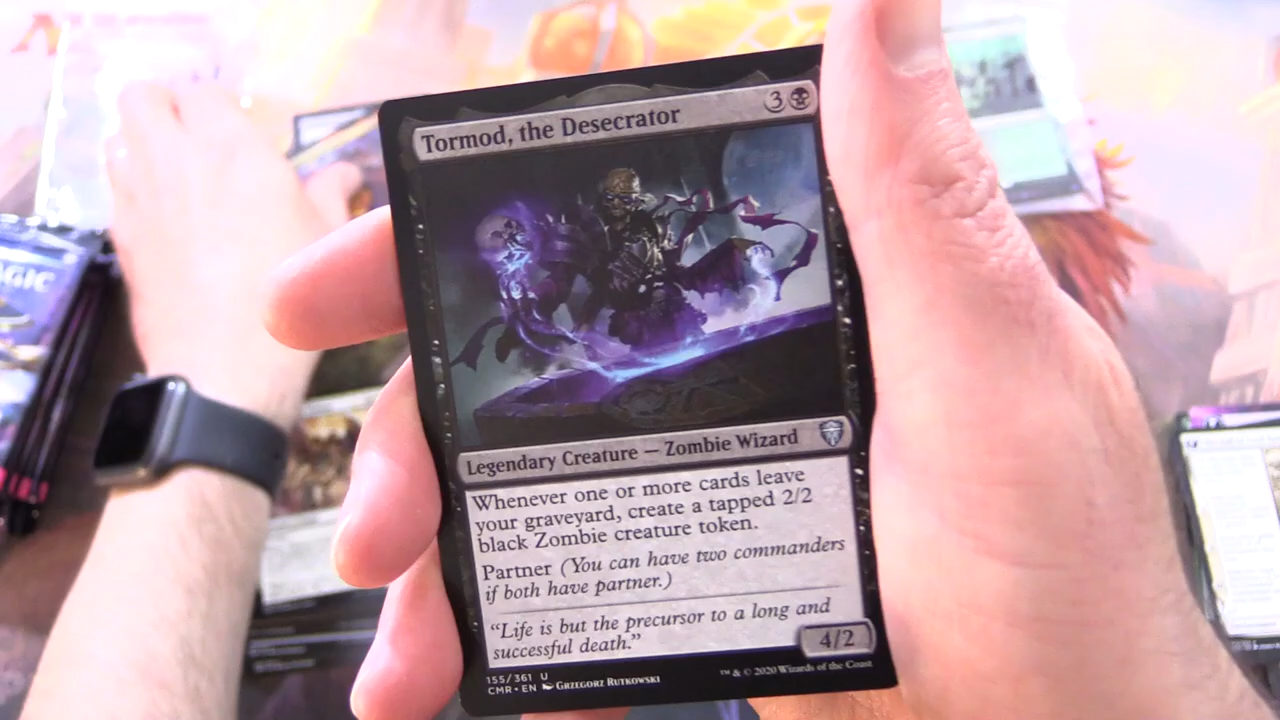 Tormod, the Desecrator
3
Legendary Creature — Zombie Wizard
Whenever one or more cards leave
your graveyard, create a tapped 2/2
black Zombie creature token.
Partner (You can have two commanders
if both have partner.)
"Life is but the precursor to a long and
successful death."
4/2
155/361 U
CMR • EN GRZEGORZ RUTKOWSKI
™ & © 2020 Wizards of the Coast
AGIC